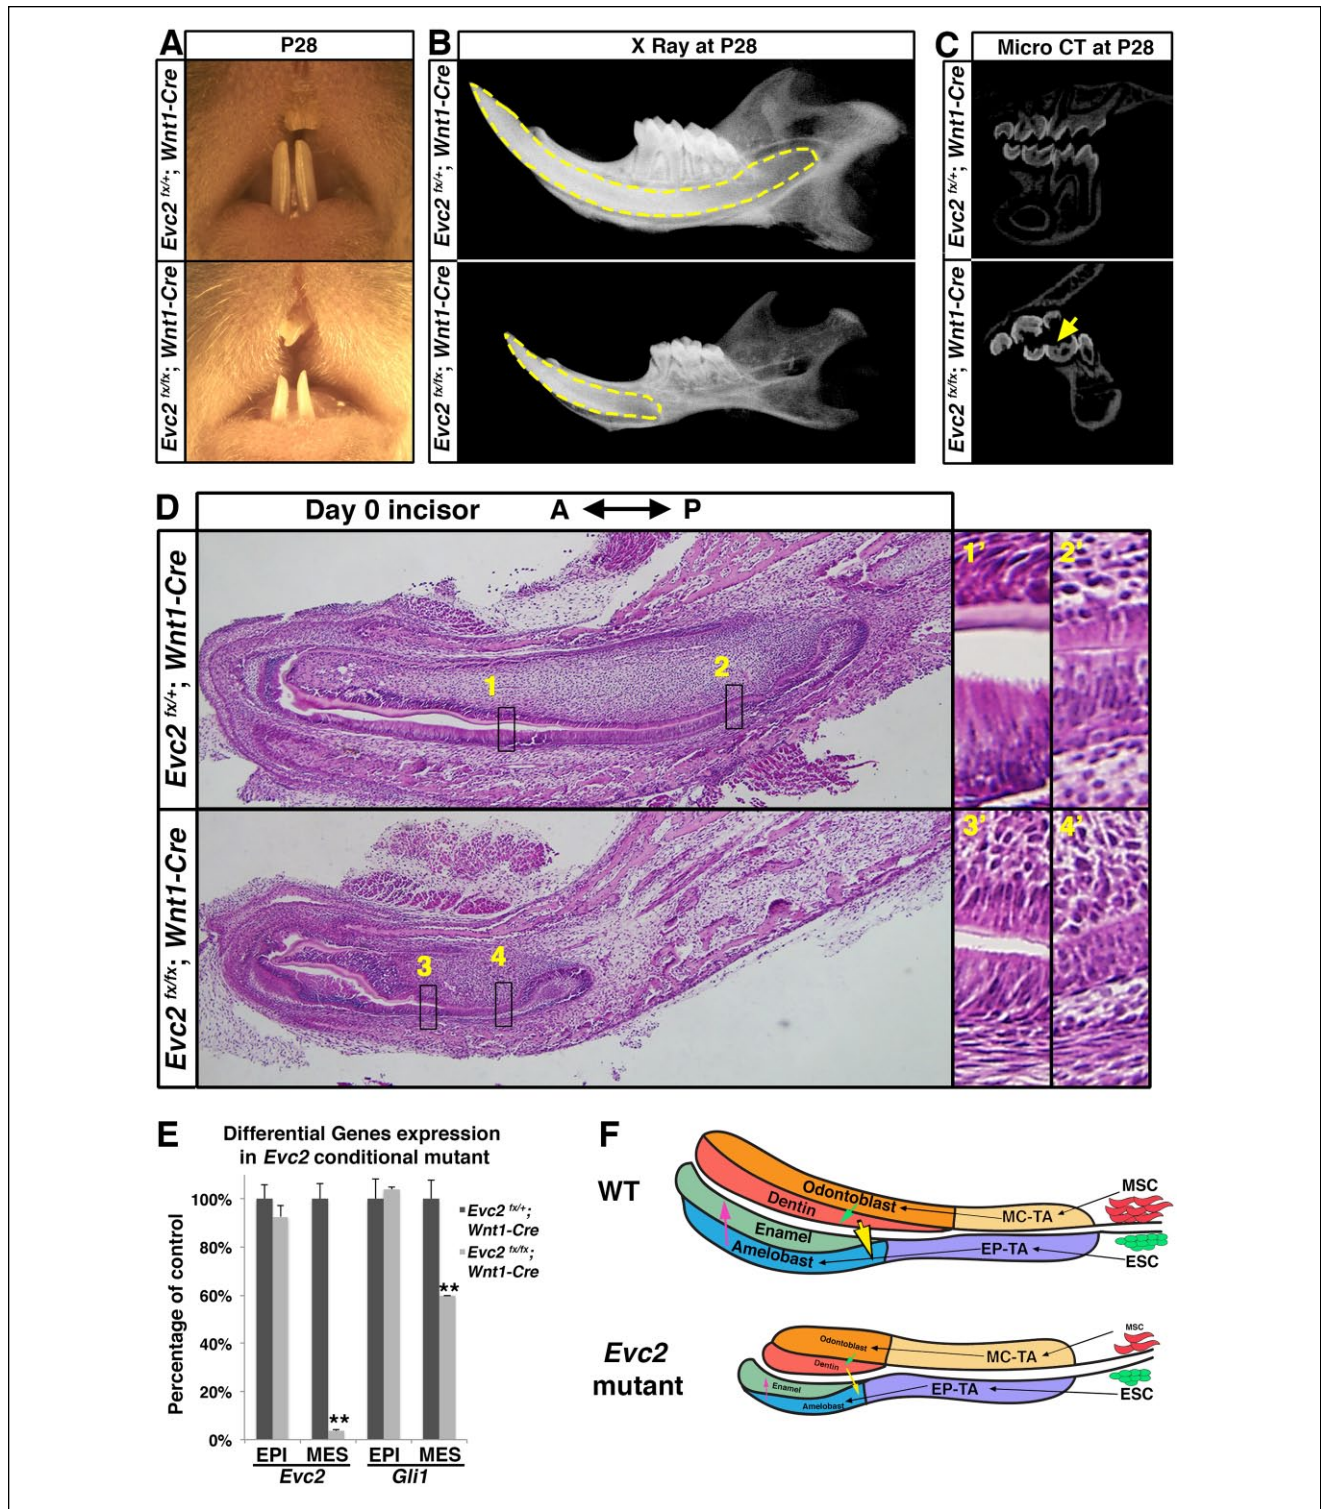 A
P28
Evc2 fx/+; Wnt1-Cre
Evc2 fx/fx; Wnt1-Cre
B
X Ray at P28
Evc2 fx/+; Wnt1-Cre
Evc2 fx/fx; Wnt1-Cre
C
Micro CT at P28
Evc2 fx/+; Wnt1-Cre
Evc2 fx/fx; Wnt1-Cre
D
Day 0 incisor A P
Evc2 fx/+; Wnt1-Cre
1
2
1’
2’
Evc2 fx/fx; Wnt1-Cre
3
4
3’
4’
E
Differential Genes expression
in Evc2 conditional mutant
Percentage of control
100%
80%
60%
40%
20%
0%
**
**
Evc2 fx/+;
Wnt1-Cre
Evc2 fx/fx;
Wnt1-Cre
EPI MES EPI MES
Evc2 Gli1
F
WT
Odontoblast
Dentin
Enamel
Amelobast
MC-TA
EP-TA
MSC
ESC
Evc2
mutant
Odontoblast
Dentin
Enamel
Amelobast
MC-TA
EP-TA
MSC
ESC